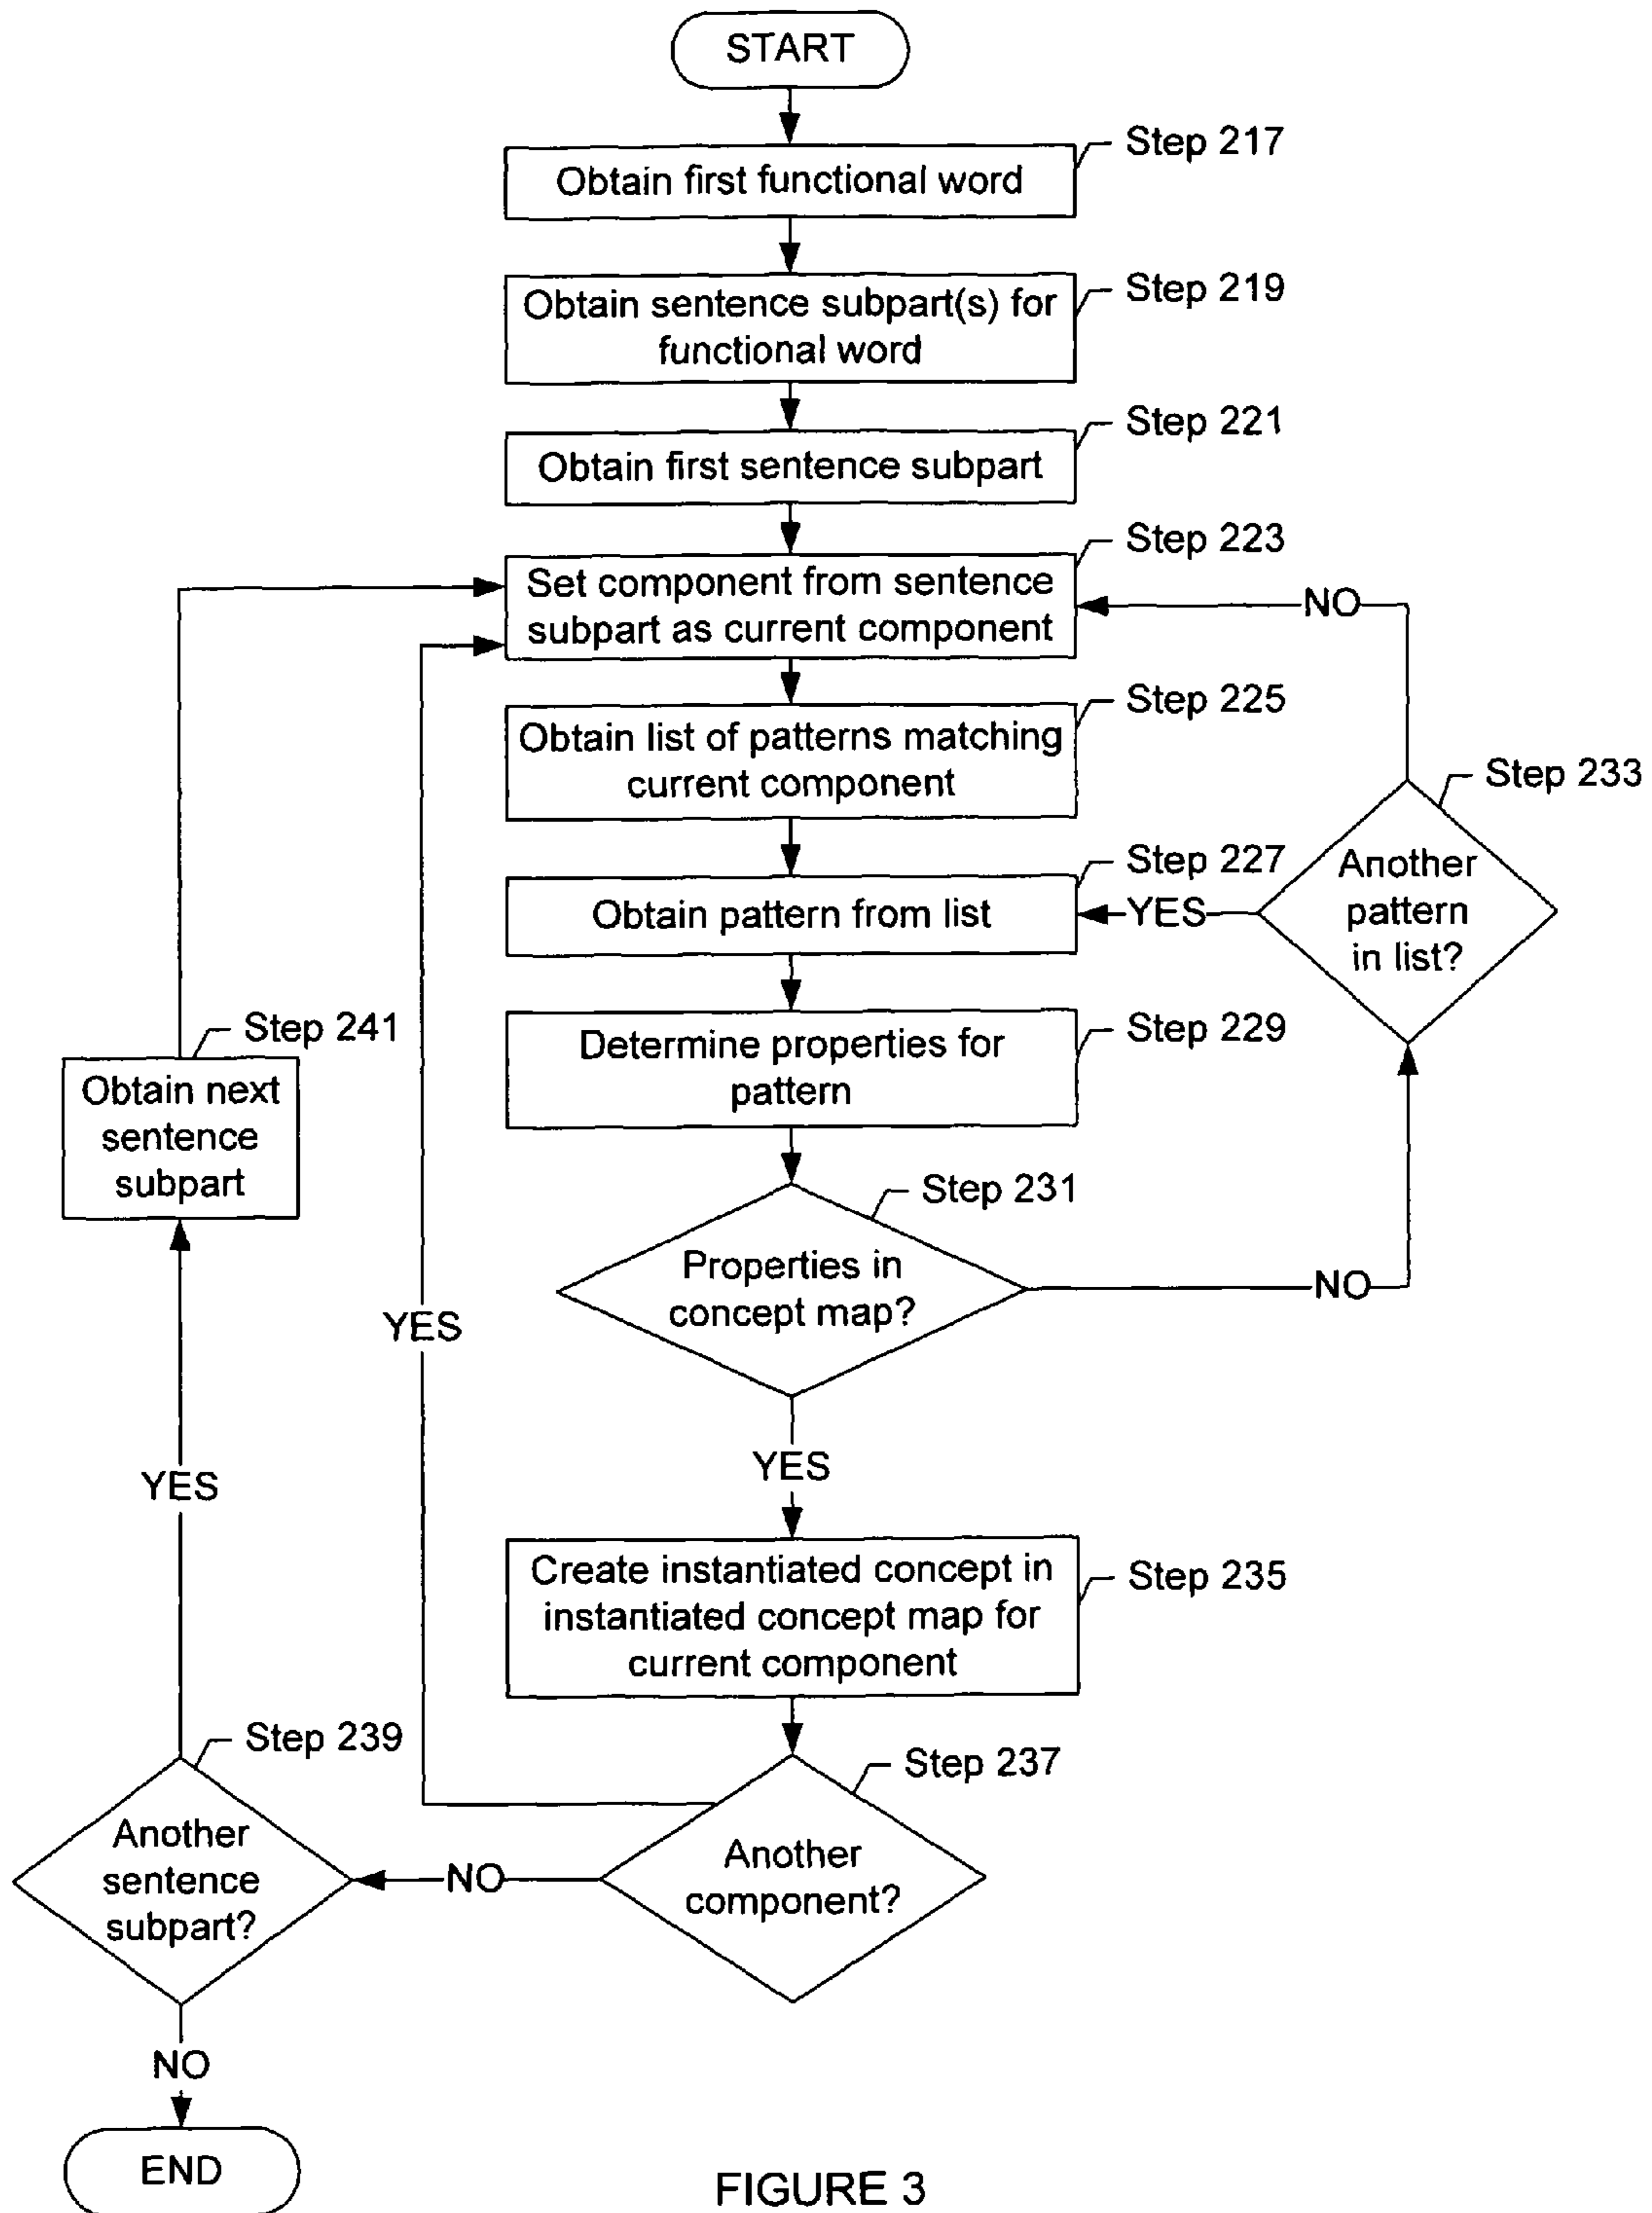 START
Step 217
Obtain first functional word
Step 219
Obtain sentence subpart(s) for
functional word
Step 221
Obtain first sentence subpart
Step 223
Set component from sentence
subpart as current component
NO
Step 225
Obtain list of patterns matching
current component
Step 233
Another
pattern
in list?
Step 227
Obtain pattern from list
YES
Step 229
Determine properties for
pattern
Step 241
Obtain next
sentence
subpart
Step 231
Properties in
concept map?
NO
YES
YES
YES
Step 235
Create instantiated concept in
instantiated concept map for
current component
Step 237
Another
component?
NO
Step 239
Another
sentence
subpart?
NO
END
FIGURE 3